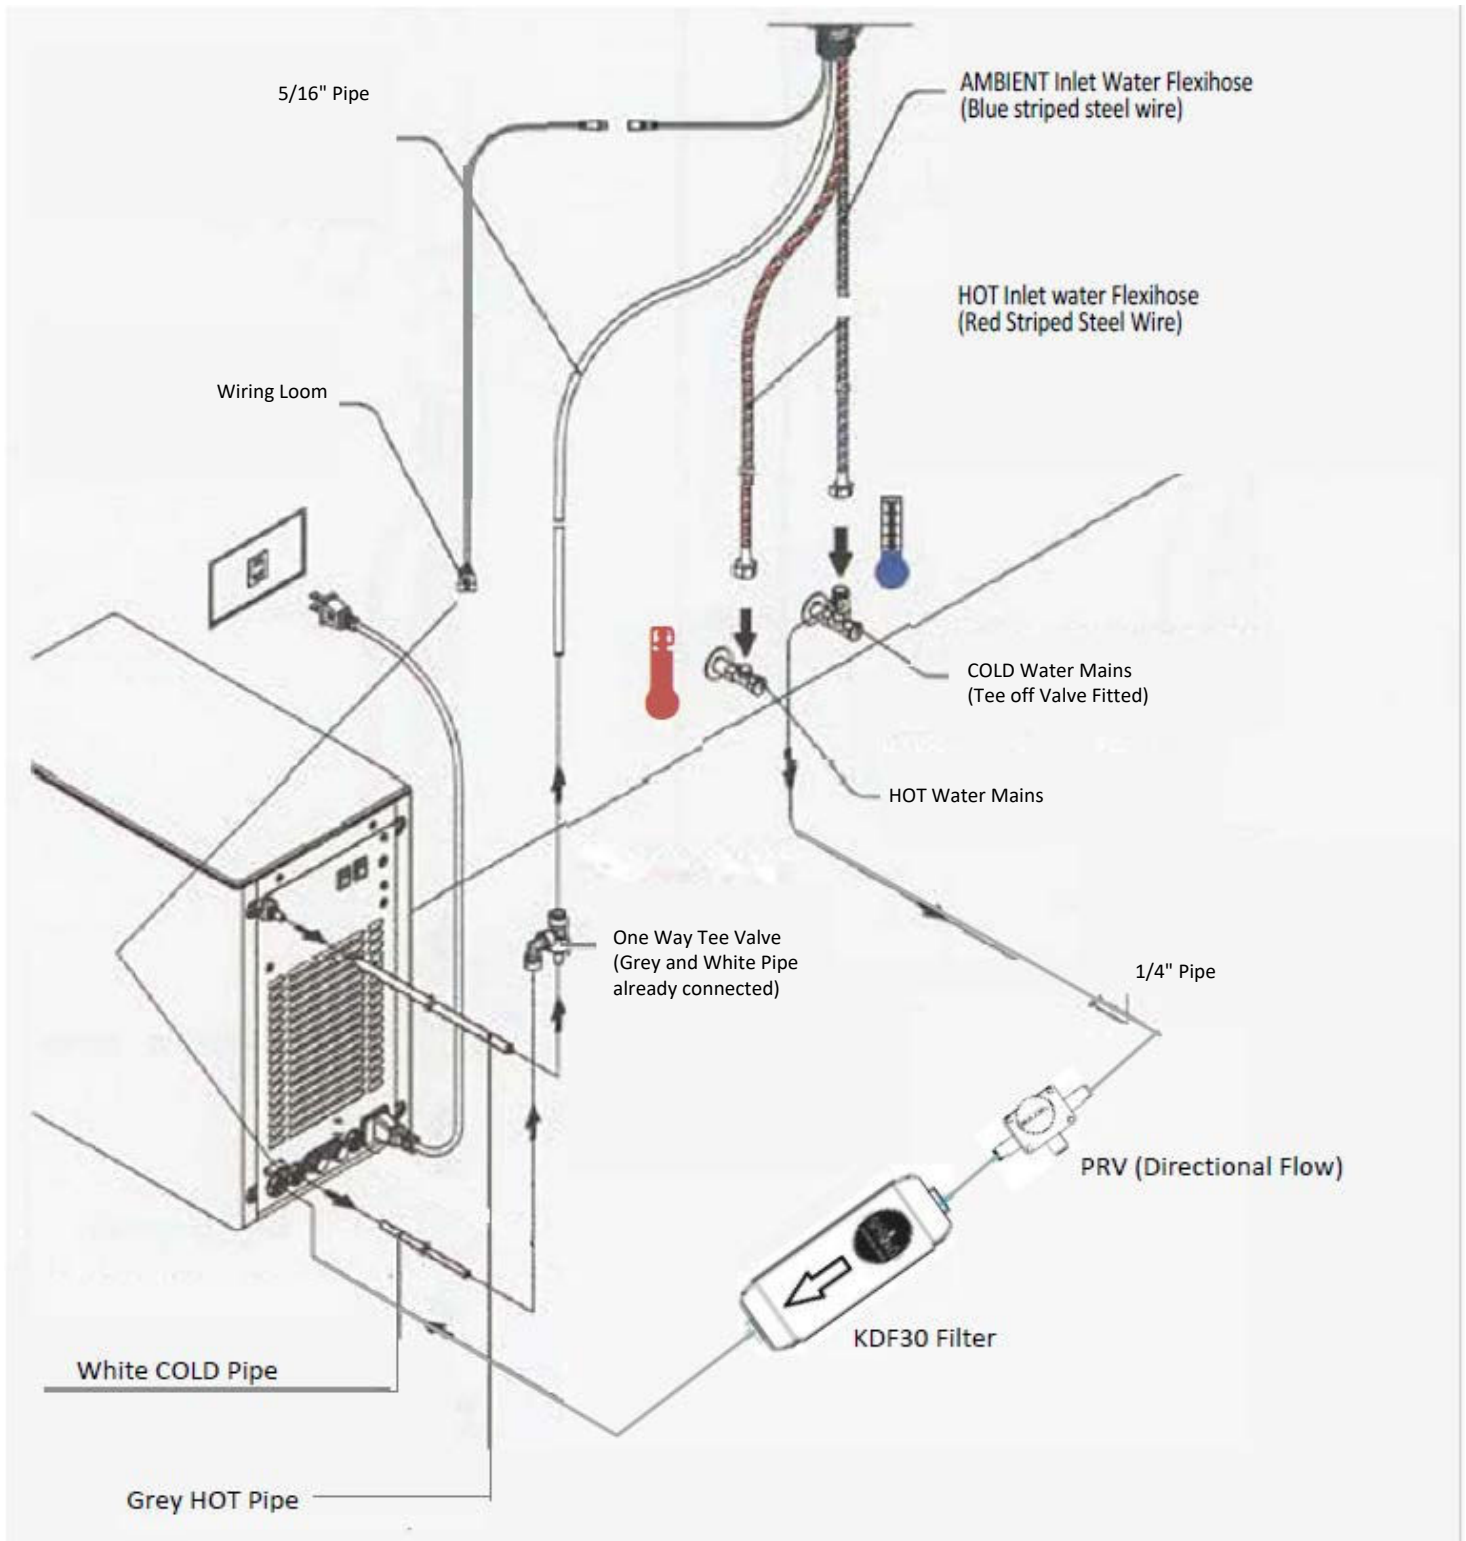 5/16" Pipe
AMBIENT Inlet Water Flexihose
(Blue striped steel wire)
HOT Inlet water Flexihose
(Red Striped Steel Wire)
Wiring Loom
COLD Water Mains
(Tee off Valve Fitted)
HOT Water Mains
One Way Tee Valve
(Grey and White Pipe
already connected)
1/4" Pipe
PRV (Directional Flow)
KDF30 Filter
White COLD Pipe
Grey HOT Pipe